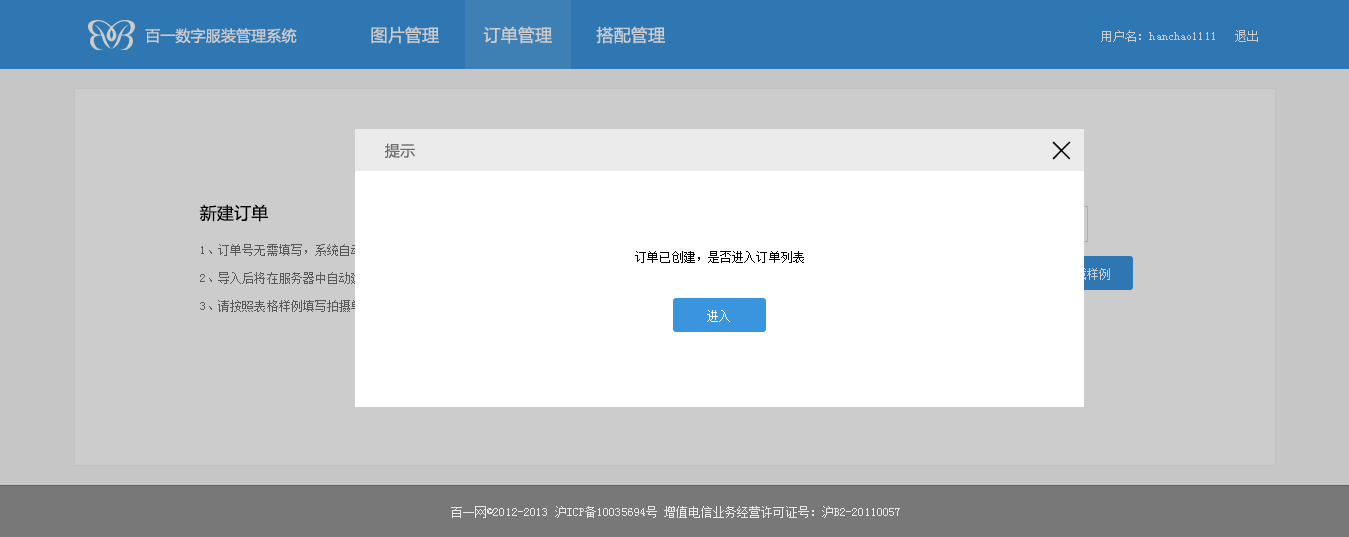 百一数字服装管理系统 图片管理 订单管理 搭配管理 用户名：hanchao1111 退出
提示
新建订单
1、订单号无需填写，系统自
订单已创建，是否进入订单列表
2、导入后将在服务器中自动
样例
3、请按照表格样例填写拍摄
进入
百一网©2012-2013 沪ICP备10035694号 增值电信业务经营许可证号：沪B2-20110057